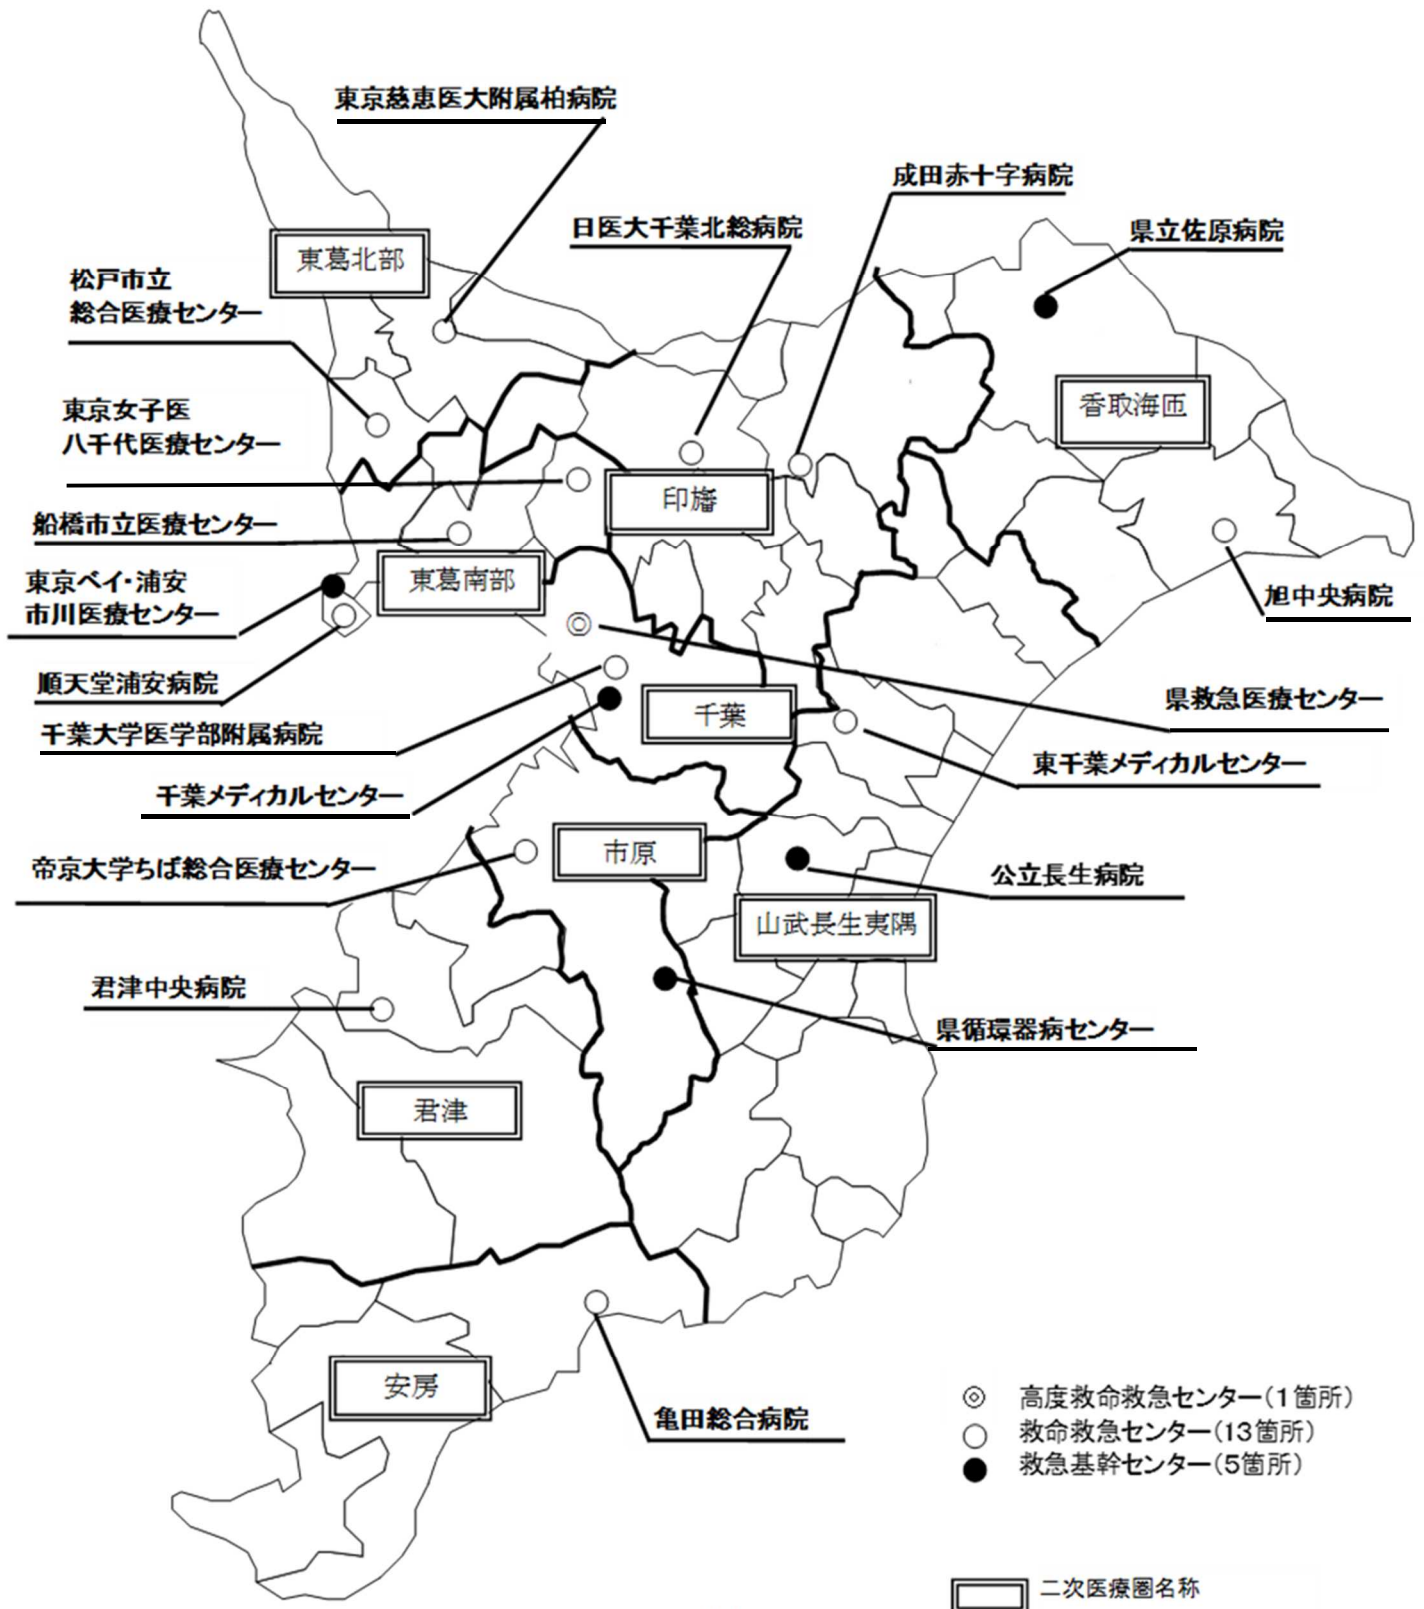 東京慈恵医大附属柏病院
成田赤十字病院
日医大千葉北総病院
県立佐原病院
東葛北部
松戸市立
総合医療センター
香取海匝
東京女子医
八千代医療センター
印旛
船橋市立医療センター
東葛南部
東京ベイ・浦安
市川医療センター
旭中央病院
順天堂浦安病院
県救急医療センター
千葉
千葉大学医学部附属病院
東千葉メディカルセンター
千葉メディカルセンター
市原
帝京大学ちば総合医療センター
公立長生病院
山武長生夷隅
君津中央病院
県循環器病センター
君津
安房
亀田総合病院
◎ 高度救命救急センター(1箇所)
○ 救命救急センター(13箇所)
● 救急基幹センター(5箇所)
二次医療圏名称